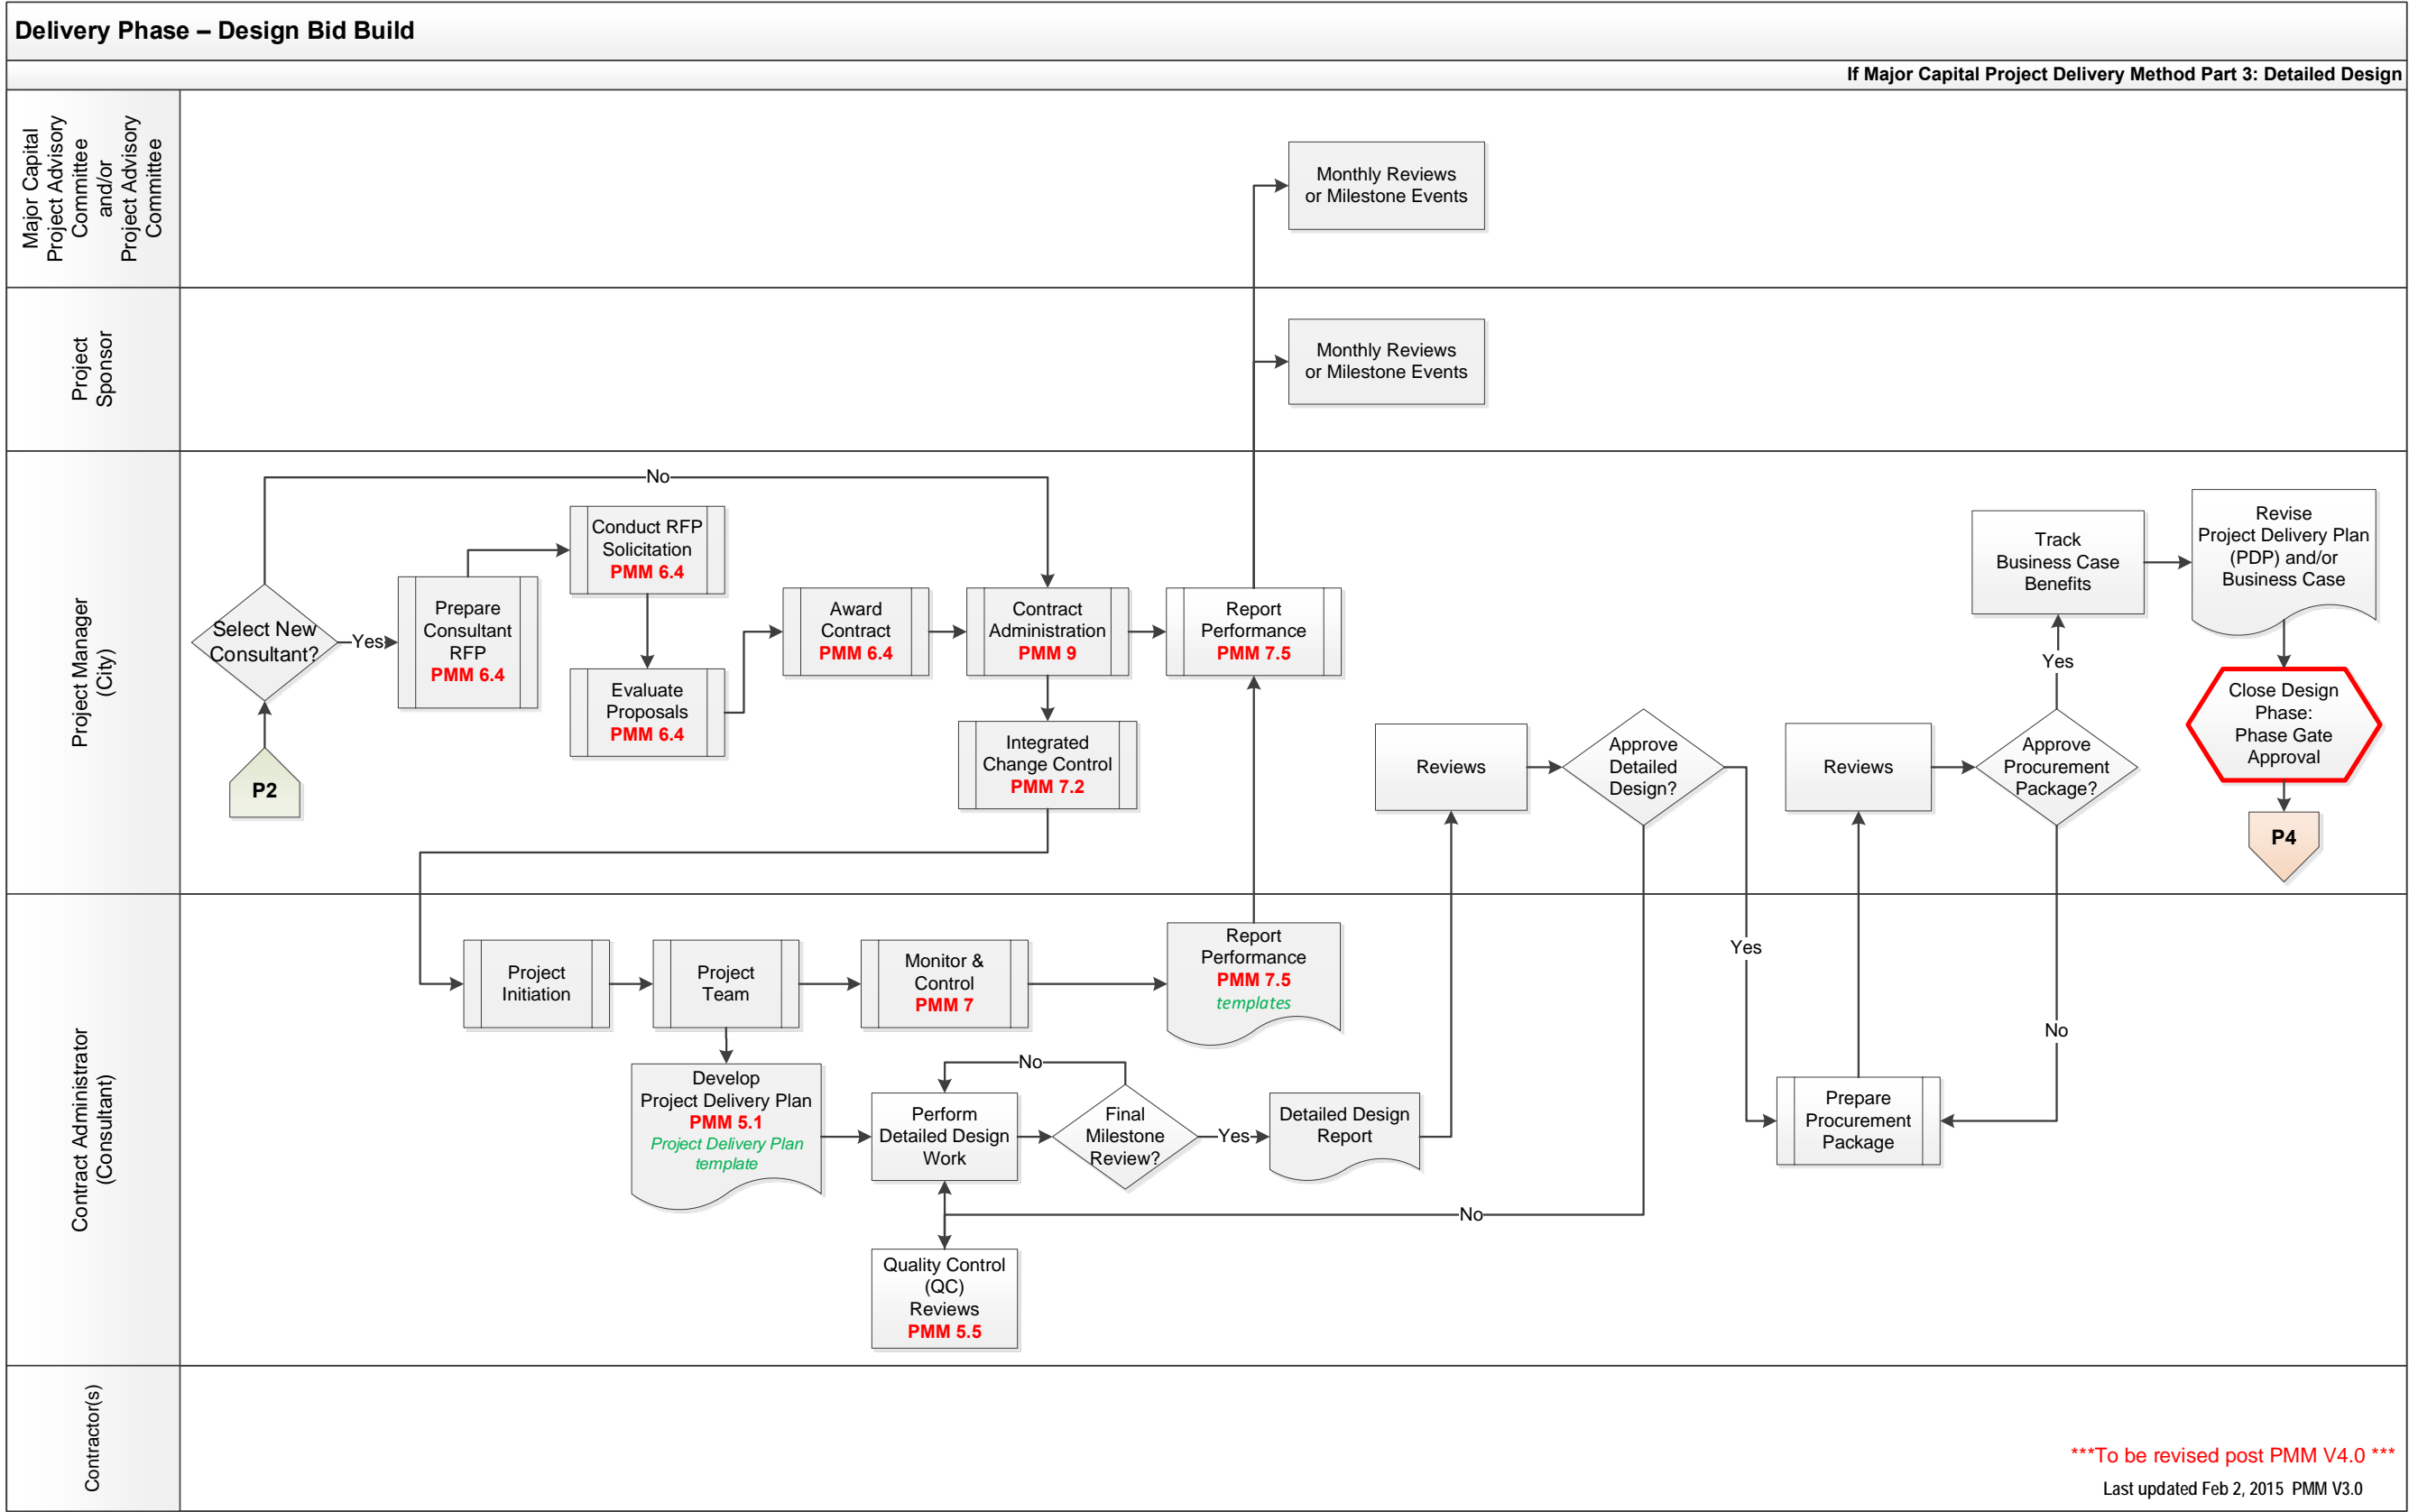 Delivery Phase – Design Bid Build
If Major Capital Project Delivery Method Part 3: Detailed Design
Major Capital
Project Advisory
Committee
and/or
Project Advisory
Committee
Monthly Reviews
or Milestone Events
Project
Sponsor
Monthly Reviews
or Milestone Events
Project Manager
(City)
No
Select New
Consultant?
Yes
P2
Prepare
Consultant
RFP
PMM 6.4
Conduct RFP
Solicitation
PMM 6.4
Evaluate
Proposals
PMM 6.4
Award
Contract
PMM 6.4
Contract
Administration
PMM 9
Integrated
Change Control
PMM 7.2
Report
Performance
PMM 7.5
Reviews
Approve
Detailed
Design?
Reviews
Approve
Procurement
Package?
Yes
Track
Business Case
Benefits
Revise
Project Delivery Plan
(PDP) and/or
Business Case
Close Design
Phase:
Phase Gate
Approval
P4
Contract Administrator
(Consultant)
Project
Initiation
Project
Team
Monitor &
Control
PMM 7
Report
Performance
PMM 7.5
templates
Develop
Project Delivery Plan
PMM 5.1
Project Delivery Plan
template
Perform
Detailed Design
Work
No
Final
Milestone
Review?
Yes
Detailed Design
Report
Yes
No
Prepare
Procurement
Package
No
Quality Control
(QC)
Reviews
PMM 5.5
Contractor(s)
***To be revised post PMM V4.0 ***
Last updated Feb 2, 2015 PMM V3.0